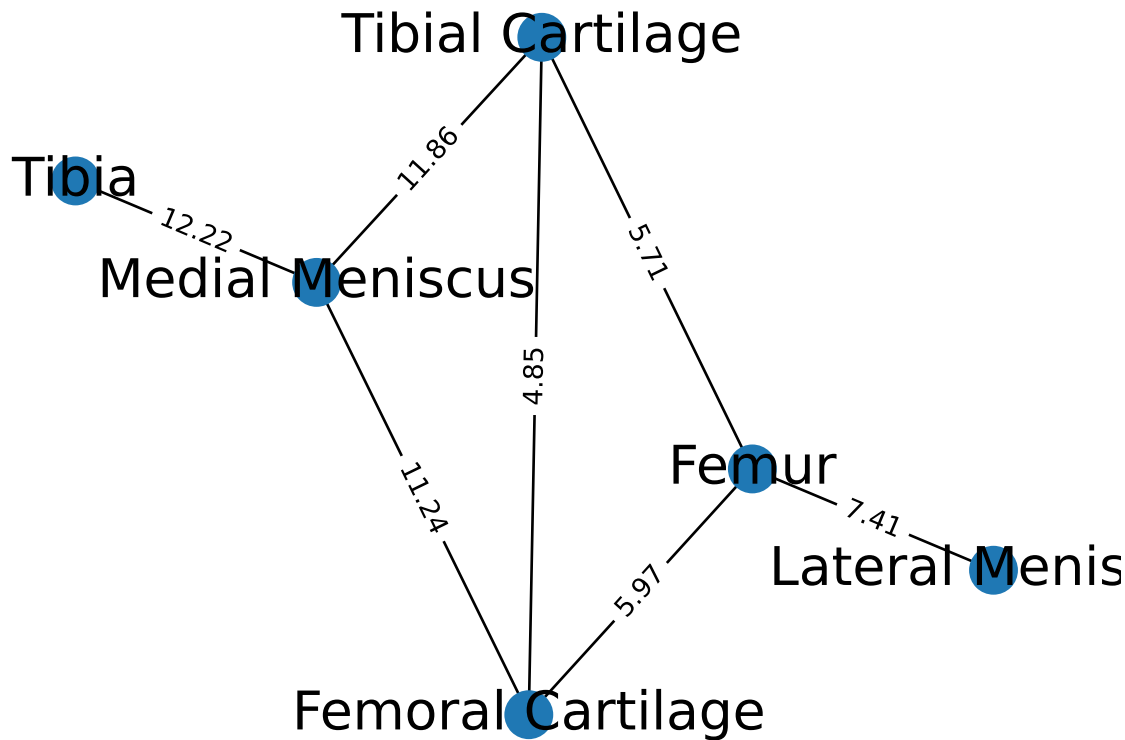 Tibial Cartilage
11.86
Tibia
12.22
5.71
Medial Meniscus
4.85
Femur
11.24
7.41
Lateral Menis
5.97
Femoral Cartilage